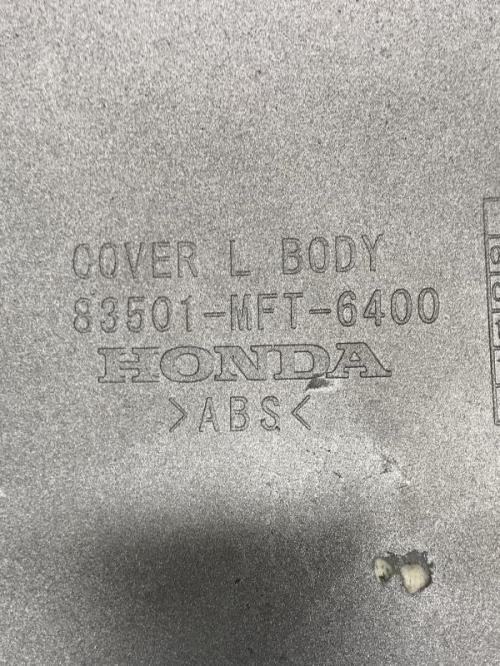 COVER L BODY
83501-MFT-6400
HONDA
>ABS<